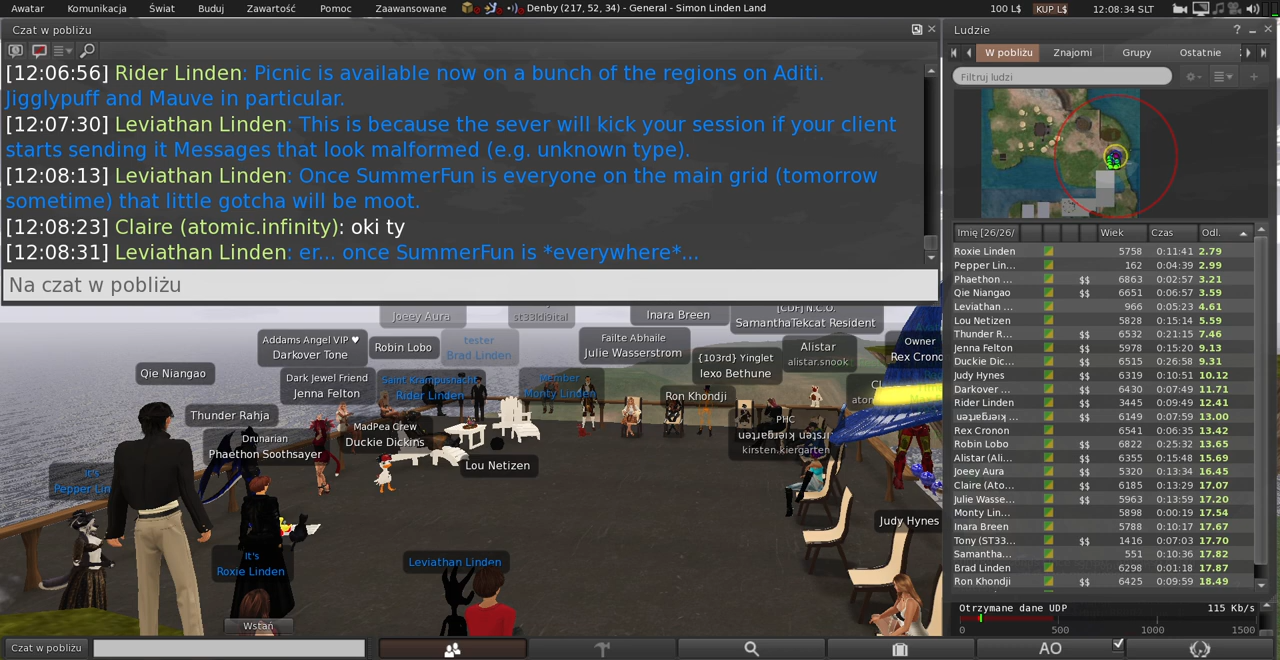 Awatar Komunikacja Świat Buduj Zawartość Pomoc Zaawansowane Denby (217, 52, 34) - General - Simon Linden Land 100 L$ KUP L$ 12:08:34 SLT
Czat w pobliżu
[12:06:56] Rider Linden: Picnic is available now on a bunch of the regions on Aditi.
Jigglypuff and Mauve in particular.
[12:07:30] Leviathan Linden: This is because the sever will kick your session if your client
starts sending it Messages that look malformed (e.g. unknown type).
[12:08:13] Leviathan Linden: Once SummerFun is everyone on the main grid (tomorrow
sometime) that little gotcha will be moot.
[12:08:23] Claire (atomic.infinity): oki ty
[12:08:31] Leviathan Linden: er... once SummerFun is *everywhere*...
Na czat w pobliżu
Joeey Aura
st33ldi9ital
Inara Breen
[CDF] N.C.O.
SamanthaTekcat Resident
Addams Angel VIP ♥
Darkover Tone
Robin Lobo
tester
Brad Linden
Failte Abhaile
Julie Wasserstrom
{103rd} Yinglet
Iexo Bethune
Alistar
alistar.snook
Owner
Rex Crono
Qie Niangao
Dark Jewel Friend
Jenna Felton
Saint Krampusnacht
Rider Linden
Member
Monty Linden
Ron Khondji
Cl
aton
Thunder Rahja
MadPea Crew
Duckie Dickins
PHC
kirsten.kiergarten
Drunarian
Phaethon Soothsayer
Lou Netizen
It's
Pepper Lin
Judy Hynes
It's
Roxie Linden
Leviathan Linden
Wstań
Czat w pobliżu
Ludzie
W pobliżu Znajomi Grupy Ostatnie
Filtruj ludzi
Imię [26/26/ Wiek Czas Odl.
Roxie Linden 5758 0:11:41 2.79
Pepper Lin... 162 0:04:39 2.99
Phaethon ... $$ 6863 0:02:57 3.21
Qie Niangao $$ 6651 0:06:57 3.59
Leviathan ... 966 0:05:23 4.61
Lou Netizen 5828 0:15:14 5.59
Thunder R... $$ 6532 0:21:15 7.46
Jenna Felton $$ 5978 0:15:20 9.13
Duckie Dic... $$ 6515 0:26:58 9.31
Judy Hynes $$ 6319 0:10:51 10.12
Darkover ... $$ 6430 0:07:49 11.71
Rider Linden $$ 3445 0:09:49 12.41
$$ 6149 0:07:59 13.00
Rex Cronon 6541 0:06:35 13.42
Robin Lobo $$ 6822 0:25:32 13.65
Alistar (Ali... $$ 6355 0:15:48 15.69
Joeey Aura $$ 5320 0:13:34 16.45
Claire (Ato... $$ 6185 0:13:29 17.07
Julie Wasse... $$ 5963 0:13:59 17.20
Monty Lin... 5898 0:00:19 17.54
Inara Breen 5788 0:10:17 17.67
Tony (ST33... $$ 1416 0:07:03 17.70
Samantha... 551 0:10:36 17.82
Brad Linden 6298 0:01:18 17.87
Ron Khondji $$ 6425 0:09:59 18.49
Otrzymane dane UDP 115 Kb/s
0 500 1000 1500
AO